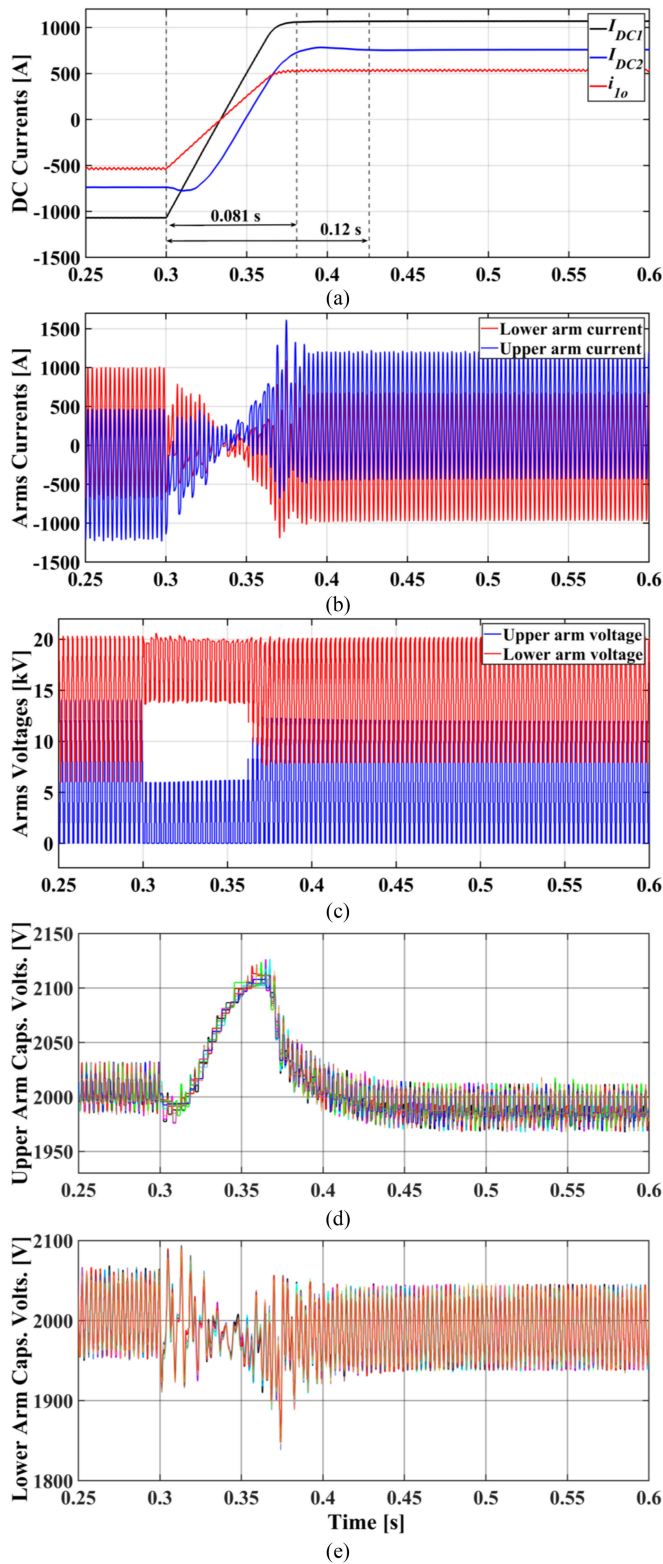 1000
500
0
-500
-1000
-1500
DC Currents [A]
I_DC1
I_DC2
i_1o
0.081 s
0.12 s
0.25 0.3 0.35 0.4 0.45 0.5 0.55 0.6
(a)
1500
1000
500
0
-500
-1000
-1500
Arms Currents [A]
Lower arm current
Upper arm current
0.25 0.3 0.35 0.4 0.45 0.5 0.55 0.6
(b)
20
15
10
5
0
Arms Voltages [kV]
Upper arm voltage
Lower arm voltage
0.25 0.3 0.35 0.4 0.45 0.5 0.55 0.6
(c)
2150
2100
2050
2000
1950
Upper Arm Caps. Volts. [V]
0.25 0.3 0.35 0.4 0.45 0.5 0.55 0.6
(d)
2100
2000
1900
1800
Lower Arm Caps. Volts. [V]
0.25 0.3 0.35 0.4 0.45 0.5 0.55 0.6
Time [s]
(e)